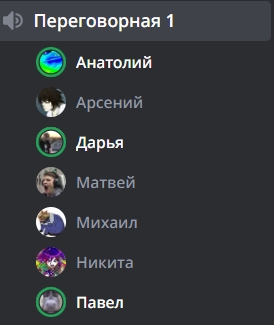 Переговорная 1
Анатолий
Арсений
Дарья
Матвей
Михаил
Никита
Павел